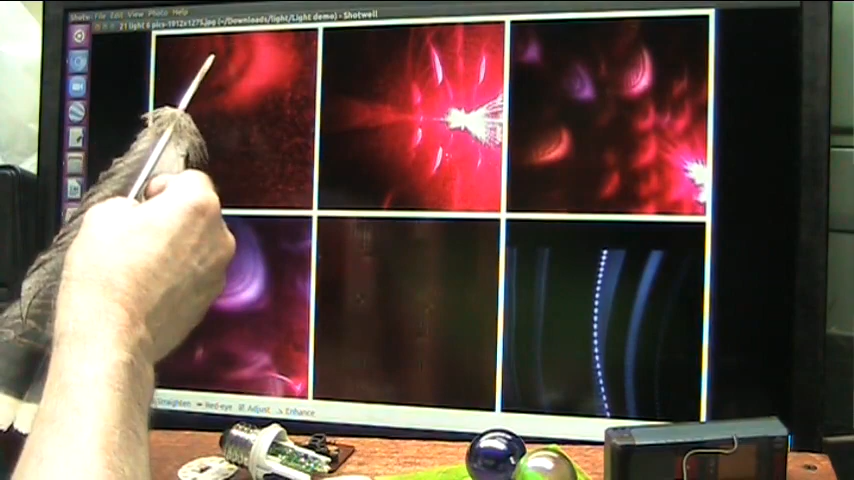 Shotw File Edit View Photo Help
21 light 6 pics-1912x1275.jpg (~/Downloads/light/Light demo) - Shotwell
Straighten Red-eye Adjust Enhance